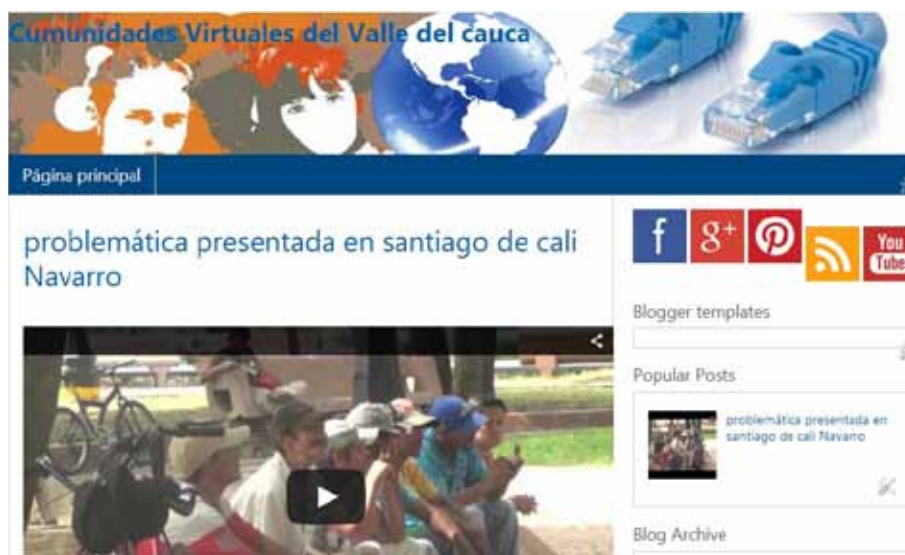 Cumunidades Virtuales del Valle del cauca
Página principal
problemática presentada en santiago de cali
Navarro
f
g+
You
Tube
Blogger templates
Popular Posts
problemática presentada en
santiago de cali Navarro
Blog Archive